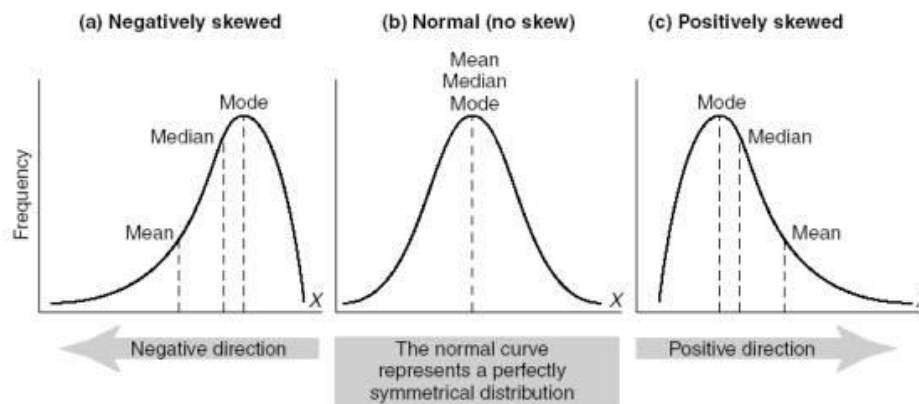 (a) Negatively skewed
(b) Normal (no skew)
(c) Positively skewed
Frequency
Mode
Median
Mean
X
Mean
Median
Mode
X
Mode
Median
Mean
Negative direction
The normal curve
represents a perfectly
symmetrical distribution
Positive direction